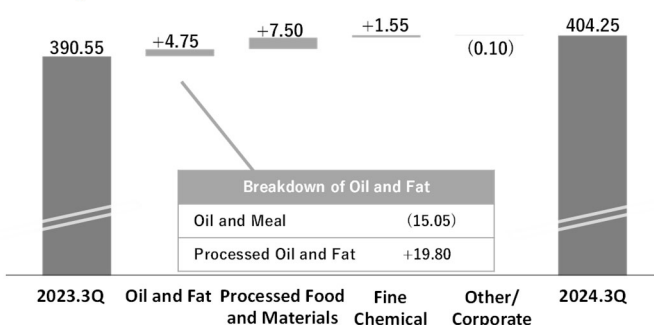 390.55
+4.75
+7.50
+1.55
(0.10)
404.25
Breakdown of Oil and Fat
Oil and Meal (15.05)
Processed Oil and Fat +19.80
2023.3Q
Oil and Fat
Processed Food
and Materials
Fine
Chemical
Other/
Corporate
2024.3Q